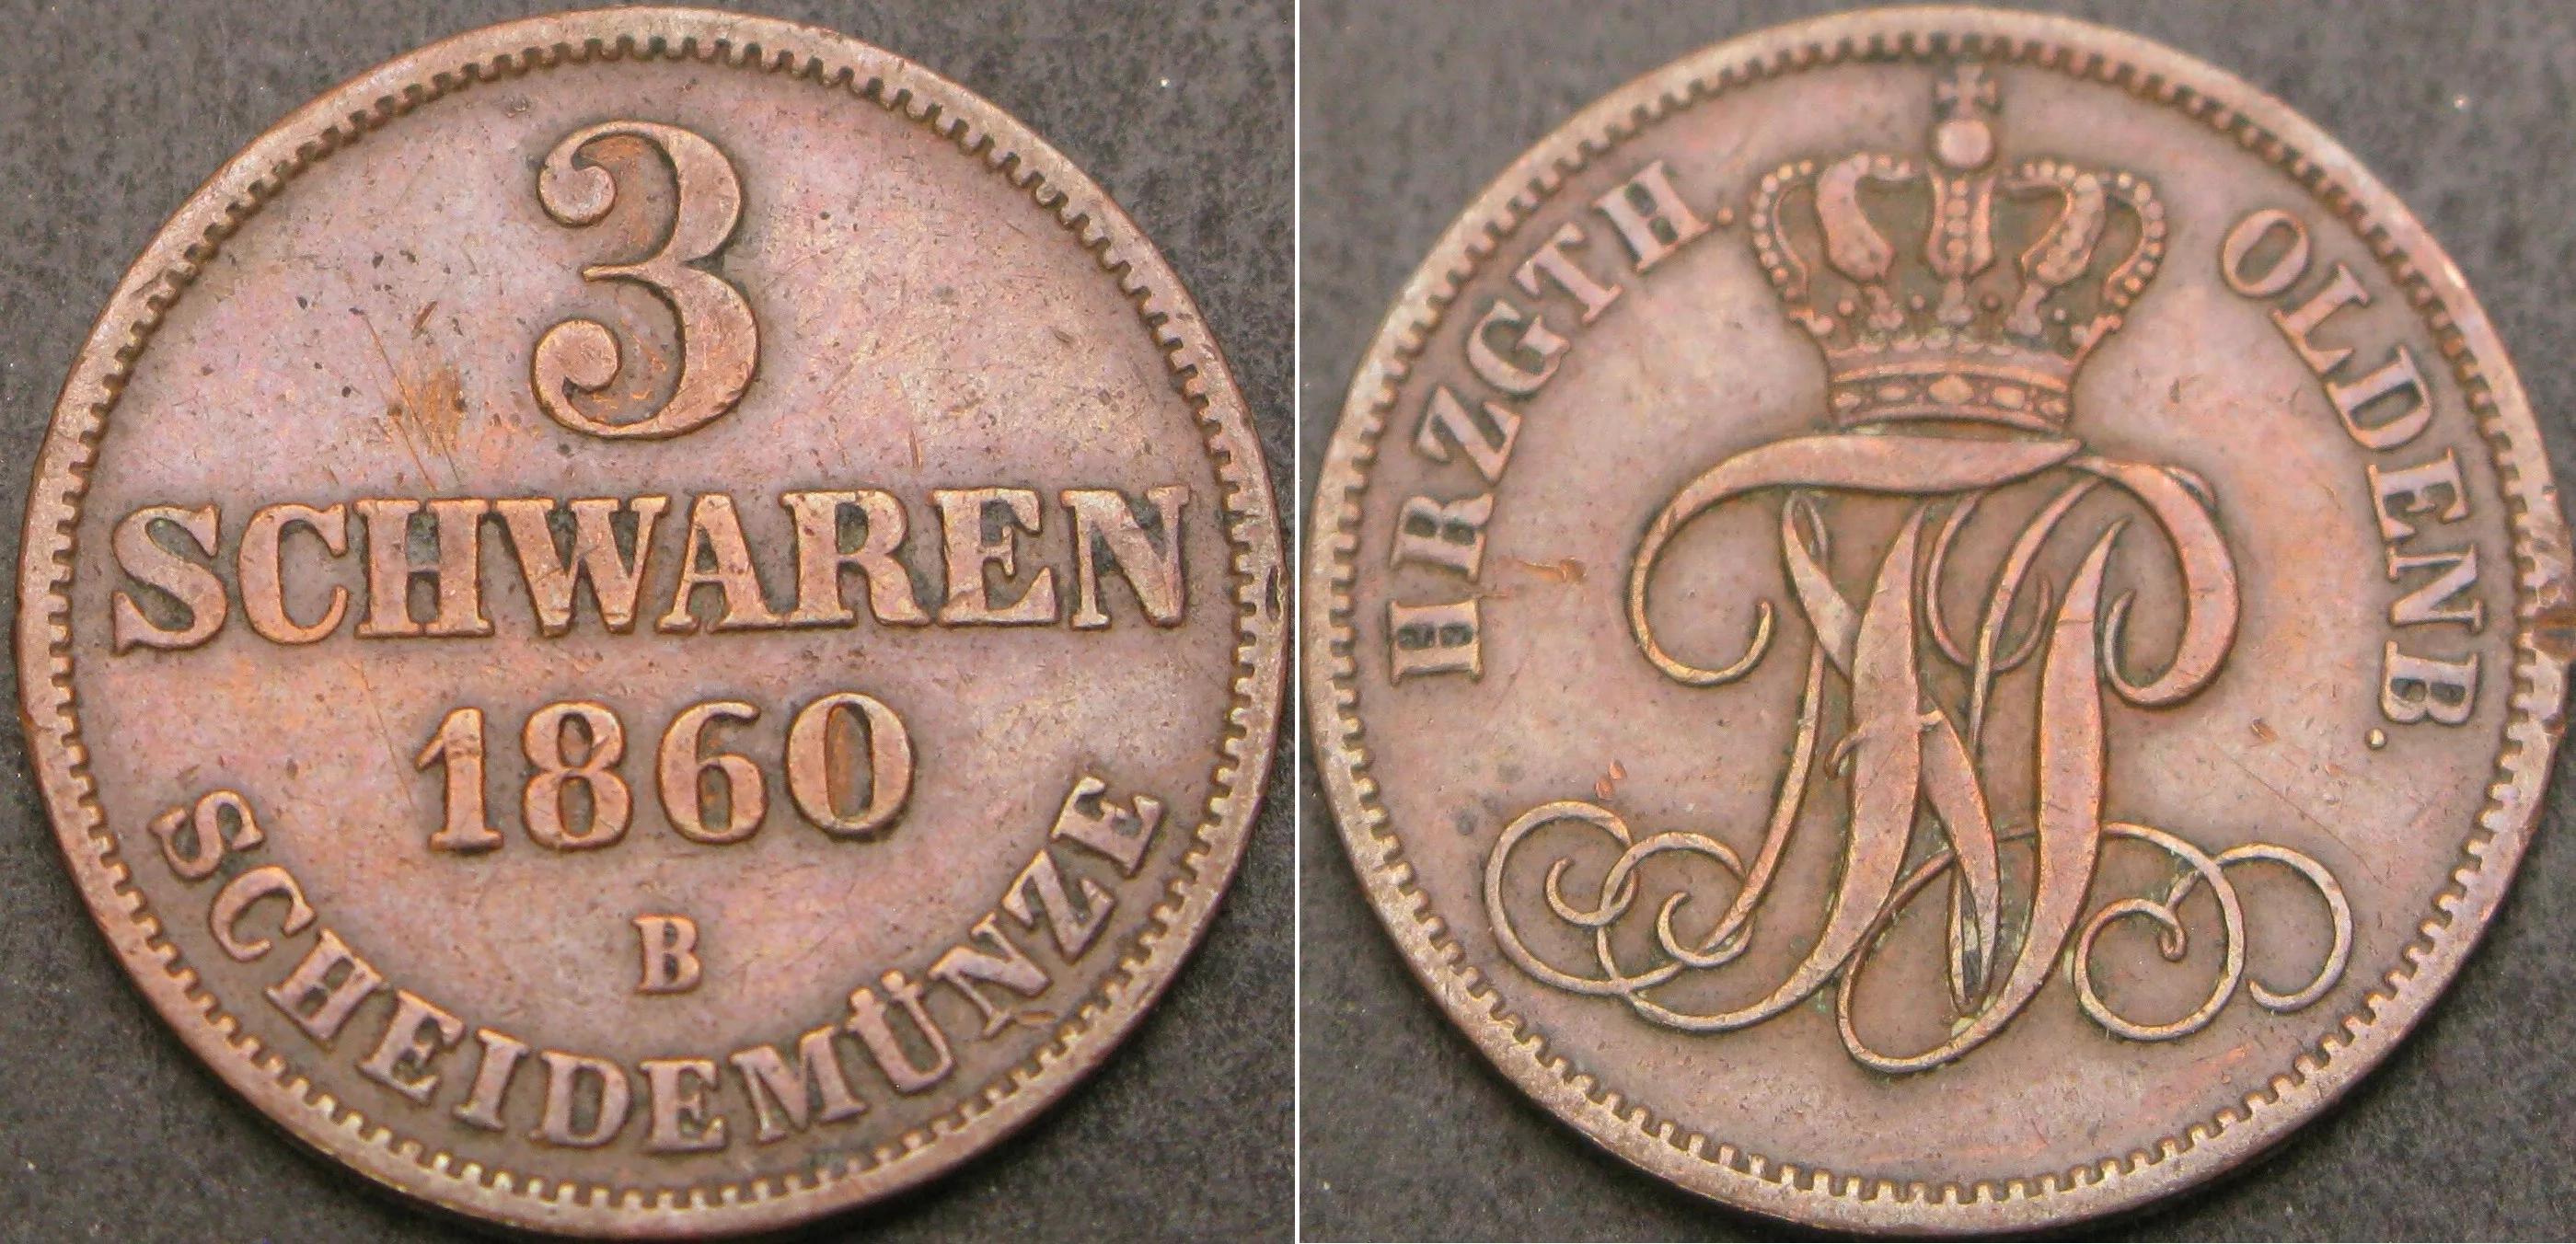 3
SCHWAREN
1860
B
SCHEIDEMÜNZE
HRZGTH. OLDENB.